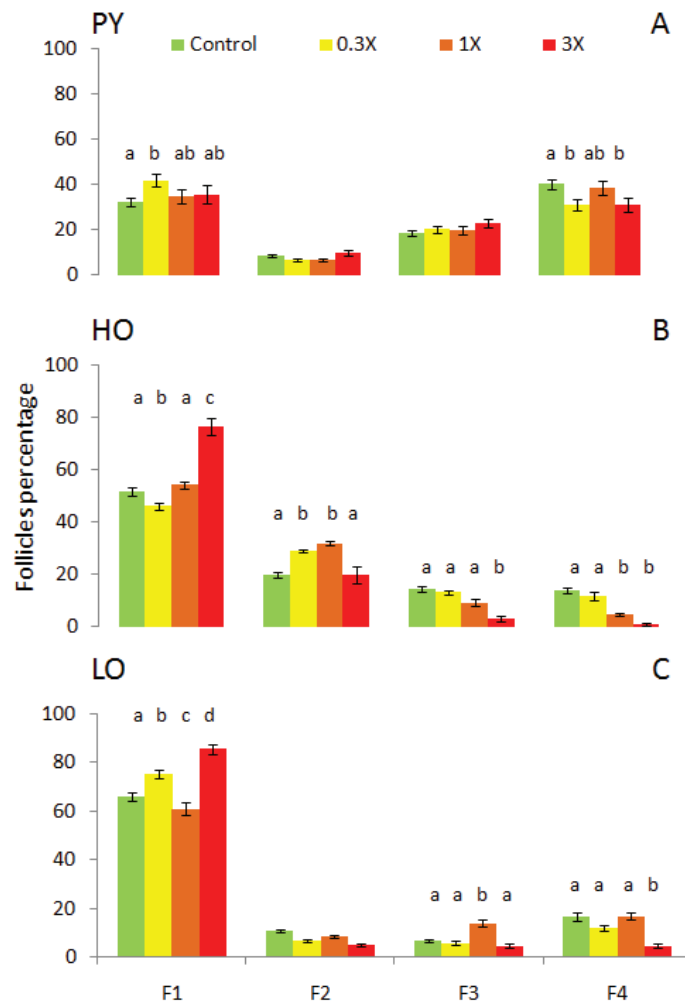 PY A
Control 0.3X 1X 3X
100
80
60
a b ab ab a b ab b
40
20
0
HO B
100
a b a c
80
60
a b b a
40
a a a b a a b b
20
0
Follicles percentage
LO C
100
a b c d
80
60
40
a a b a a a a b
20
0
F1 F2 F3 F4